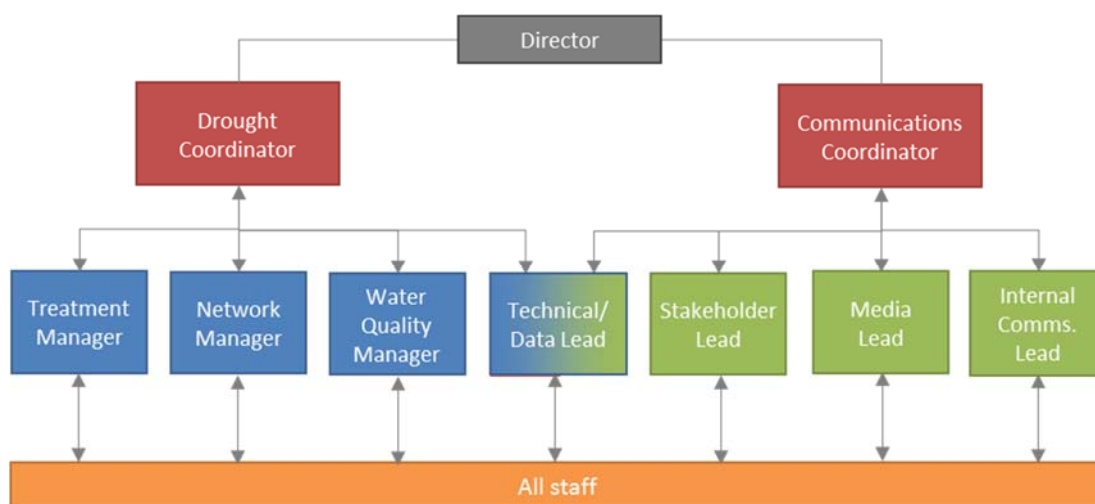 Director
Drought
Coordinator
Communications
Coordinator
Treatment
Manager
Network
Manager
Water
Quality
Manager
Technical/
Data Lead
Stakeholder
Lead
Media
Lead
Internal
Comms.
Lead
All staff